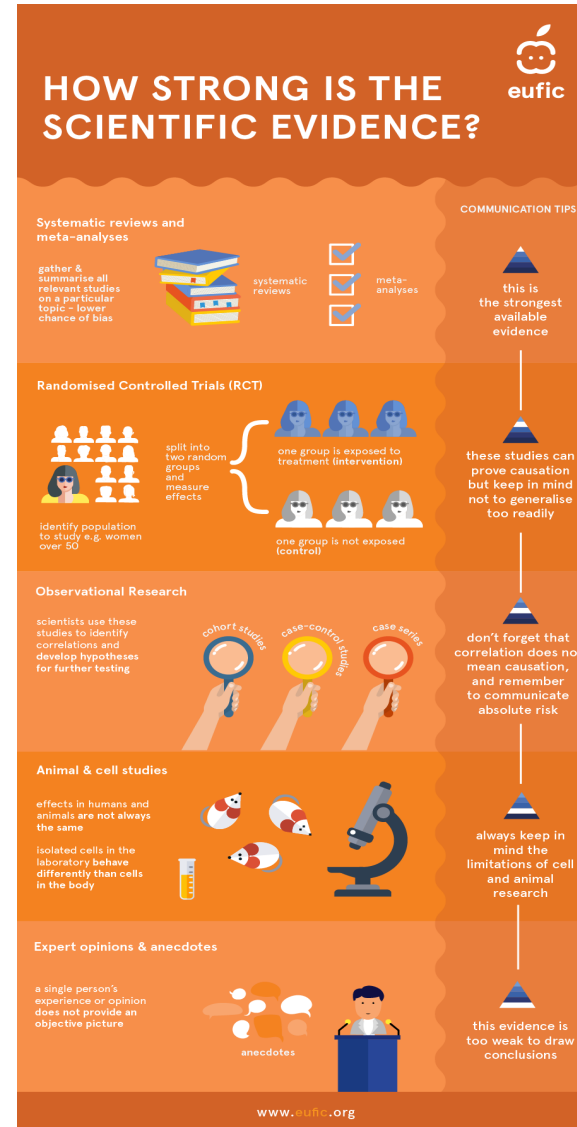 eufic
HOW STRONG IS THE
SCIENTIFIC EVIDENCE?
COMMUNICATION TIPS
Systematic reviews and
meta-analyses
gather &
summarise all
relevant studies
on a particular
topic – lower
chance of bias
systematic
reviews
meta-
analyses
this is
the strongest
available
evidence
Randomised Controlled Trials (RCT)
identify population
to study e.g. women
over 50
split into
two random
groups
and
measure
effects
one group is exposed to
treatment (intervention)
one group is not exposed
(control)
these studies can
prove causation
but keep in mind
not to generalise
too readily
Observational Research
scientists use these
studies to identify
correlations and
develop hypotheses
for further testing
cohort studies
case-control studies
case series
don't forget that
correlation does no
mean causation,
and remember
to communicate
absolute risk
Animal & cell studies
effects in humans and
animals are not always
the same
isolated cells in the
laboratory behave
differently than cells
in the body
always keep in
mind the
limitations of cell
and animal
research
Expert opinions & anecdotes
a single person's
experience or opinion
does not provide an
objective picture
anecdotes
this evidence is
too weak to draw
conclusions
www.eufic.org